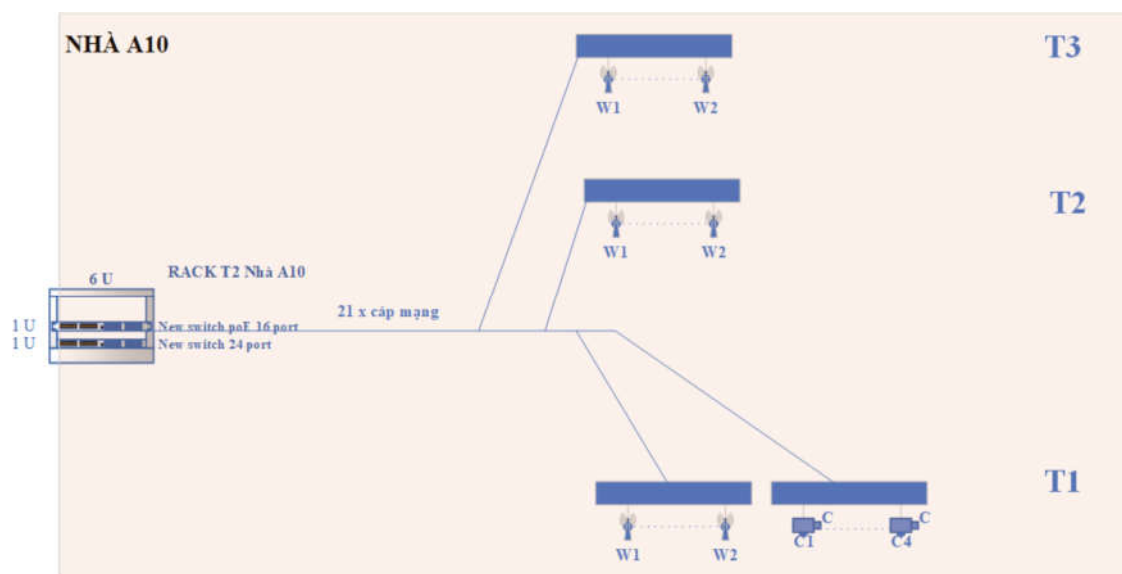 NHÀ A10
T3
W1 W2
T2
W1 W2
6 U
RACK T2 Nhà A10
21 x cáp mạng
1 U
New switch poE 16 port
1 U
New switch 24 port
T1
C C
W1 W2
C1 C4